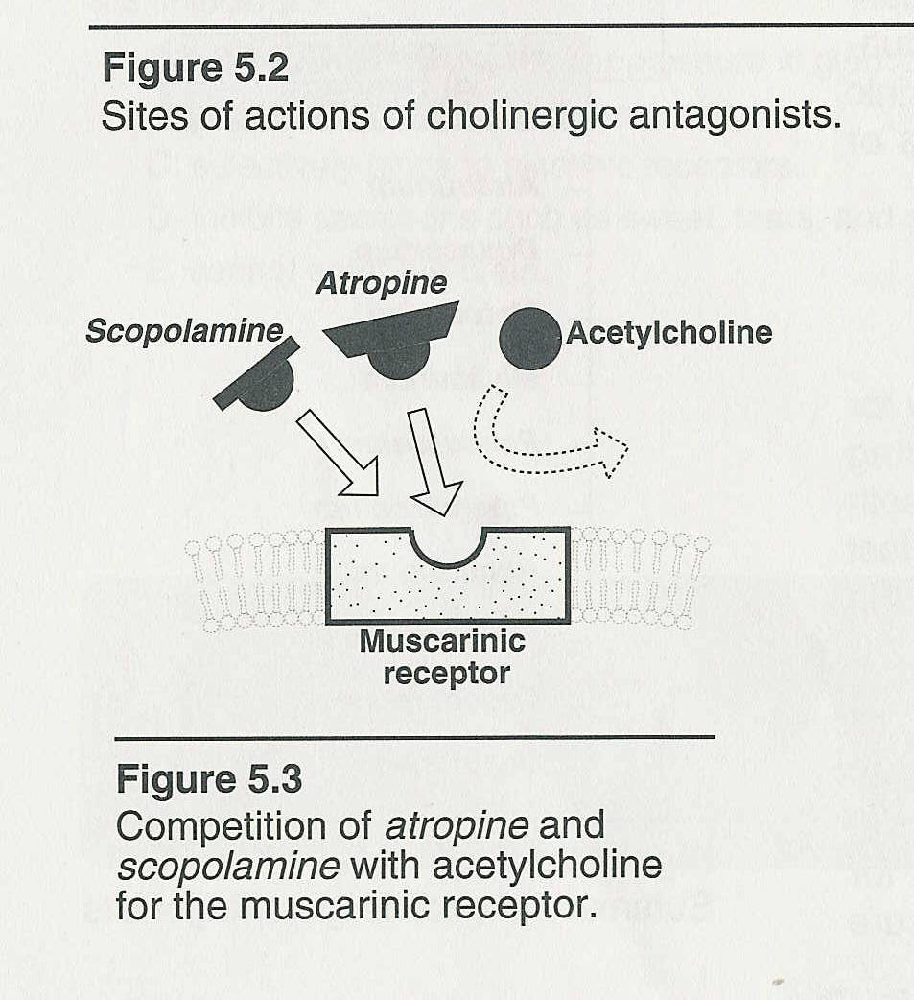 Figure 5.2
Sites of actions of cholinergic antagonists.
Atropine
Scopolamine
Acetylcholine
Muscarinic
receptor
Figure 5.3
Competition of atropine and
scopolamine with acetylcholine
for the muscarinic receptor.